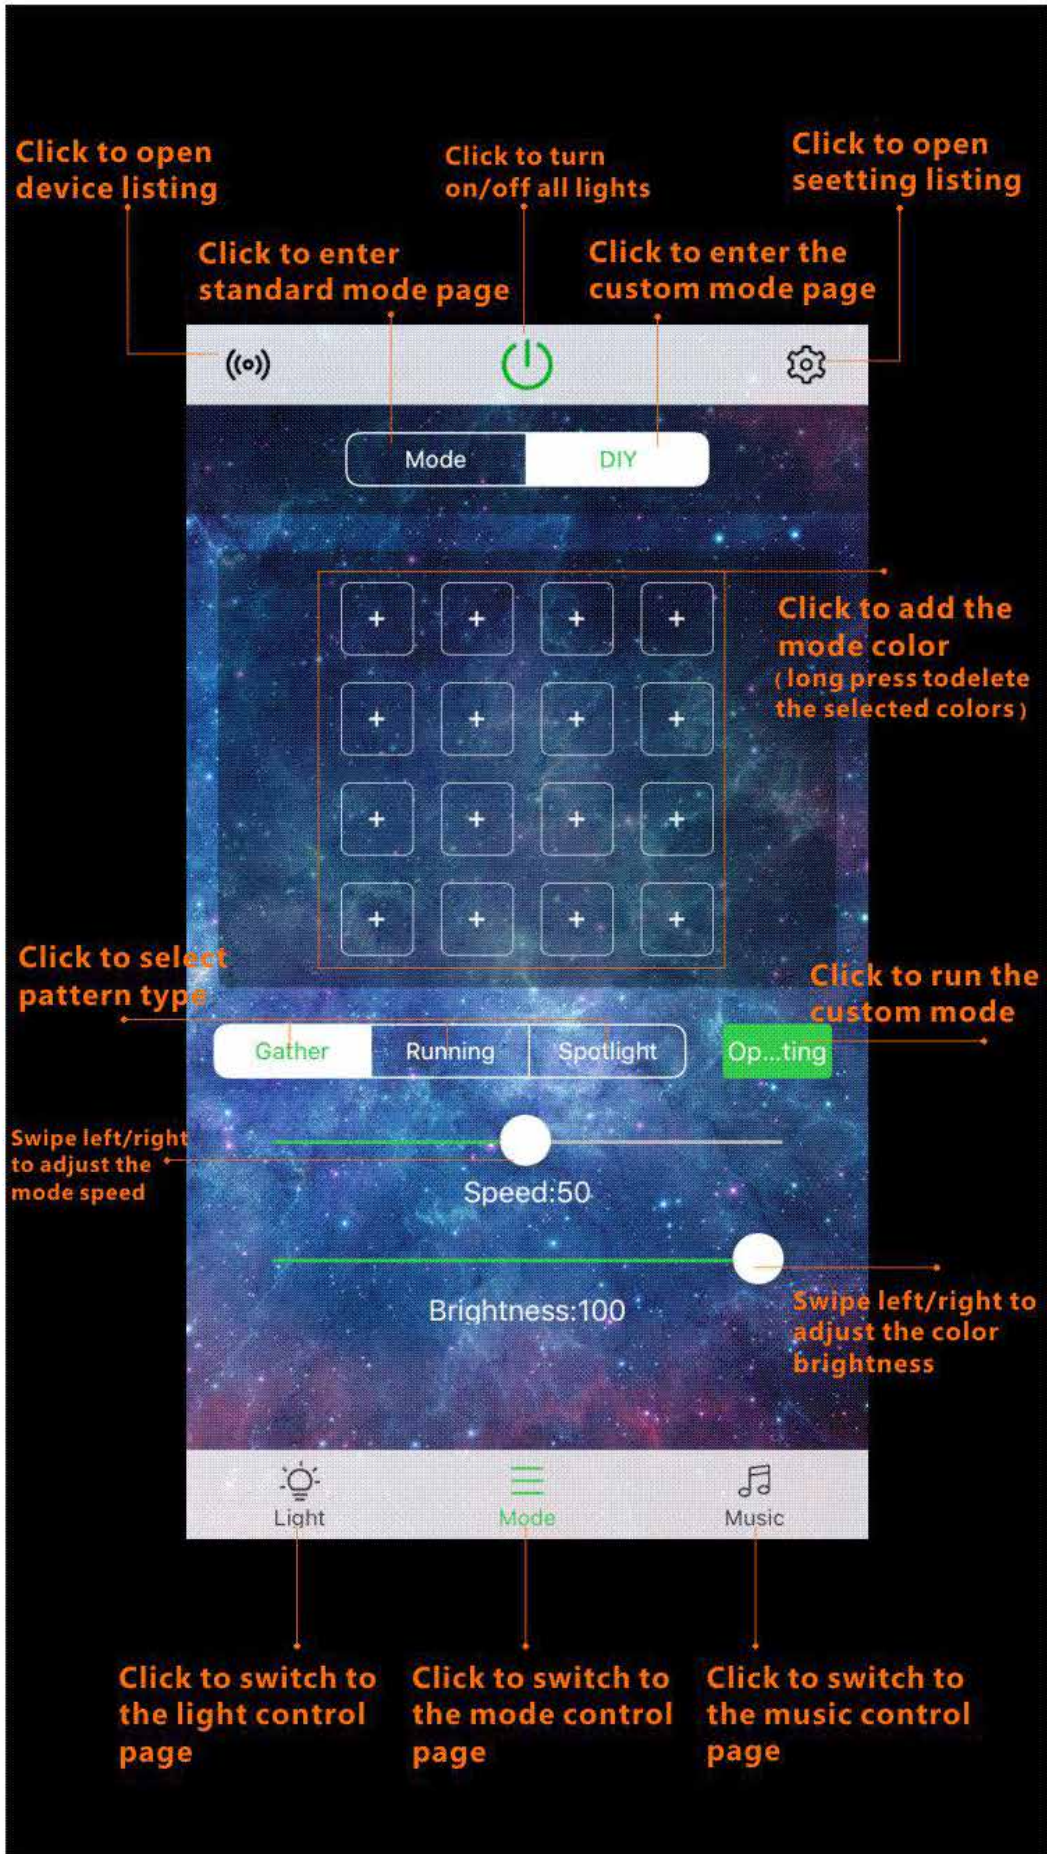 Click to open
device listing
Click to turn
on/off all lights
Click to open
seetting listing
Click to enter
standard mode page
Click to enter the
custom mode page
Mode
DIY
+ + + +
Click to add the
mode color
(long press todelete
the selected colors)
+ + + +
+ + + +
+ + + +
Click to select
pattern type
Click to run the
custom mode
Gather
Running
Spotlight
Op...ting
Swipe left/right
to adjust the
mode speed
Speed:50
Brightness:100
Swipe left/right to
adjust the color
brightness
Light
Mode
Music
Click to switch to
the light control
page
Click to switch to
the mode control
page
Click to switch to
the music control
page